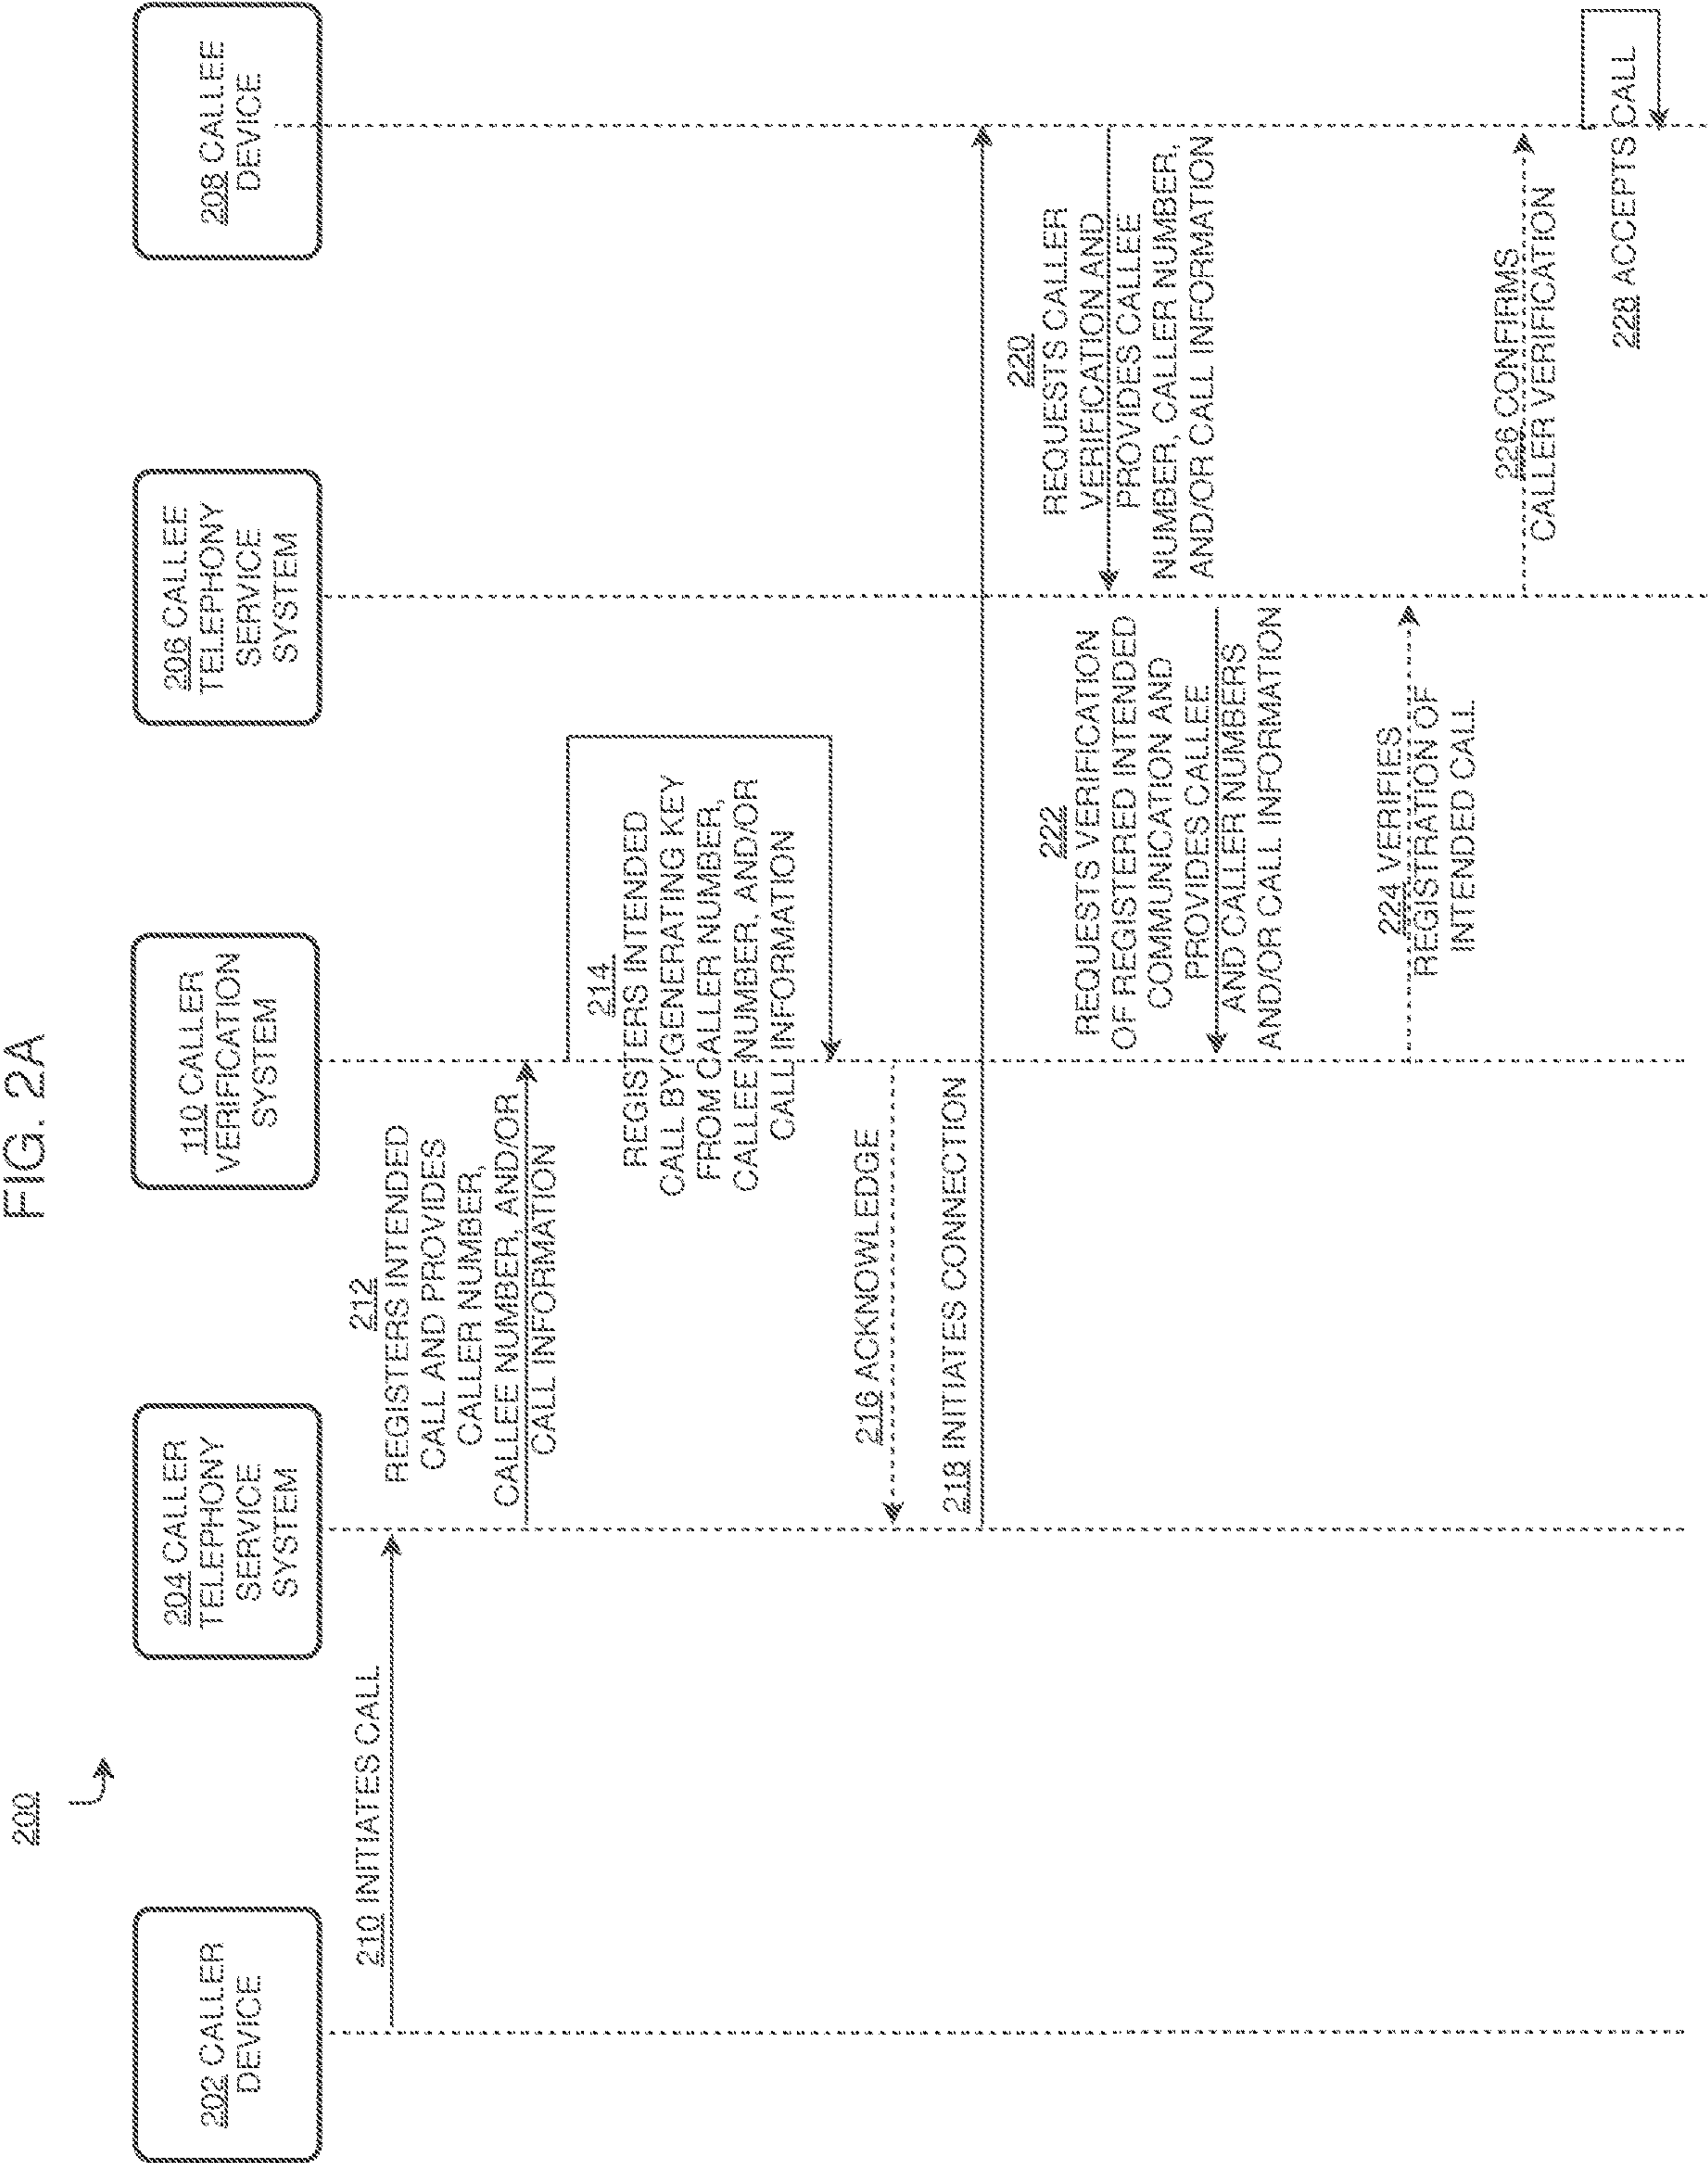 FIG. 2A
200
202 CALLER
DEVICE
204 CALLER
TELEPHONY
SERVICE
SYSTEM
110 CALLER
VERIFICATION
SYSTEM
206 CALLEE
TELEPHONY
SERVICE
SYSTEM
208 CALLEE
DEVICE
210 INITIATES CALL
212
REGISTERS INTENDED
CALL AND PROVIDES
CALLER NUMBER,
CALLEE NUMBER, AND/OR
CALL INFORMATION
214
REGISTERS INTENDED
CALL BY GENERATING KEY
FROM CALLER NUMBER,
CALLEE NUMBER, AND/OR
CALL INFORMATION
216 ACKNOWLEDGE
218 INITIATES CONNECTION
220
REQUESTS CALLER
VERIFICATION AND
PROVIDES CALLEE
NUMBER, CALLER NUMBER,
AND/OR CALL INFORMATION
222
REQUESTS VERIFICATION
OF REGISTERED INTENDED
COMMUNICATION AND
PROVIDES CALLEE
AND CALLER NUMBERS
AND/OR CALL INFORMATION
224 VERIFIES
REGISTRATION OF
INTENDED CALL
226 CONFIRMS
CALLER VERIFICATION
228 ACCEPTS CALL